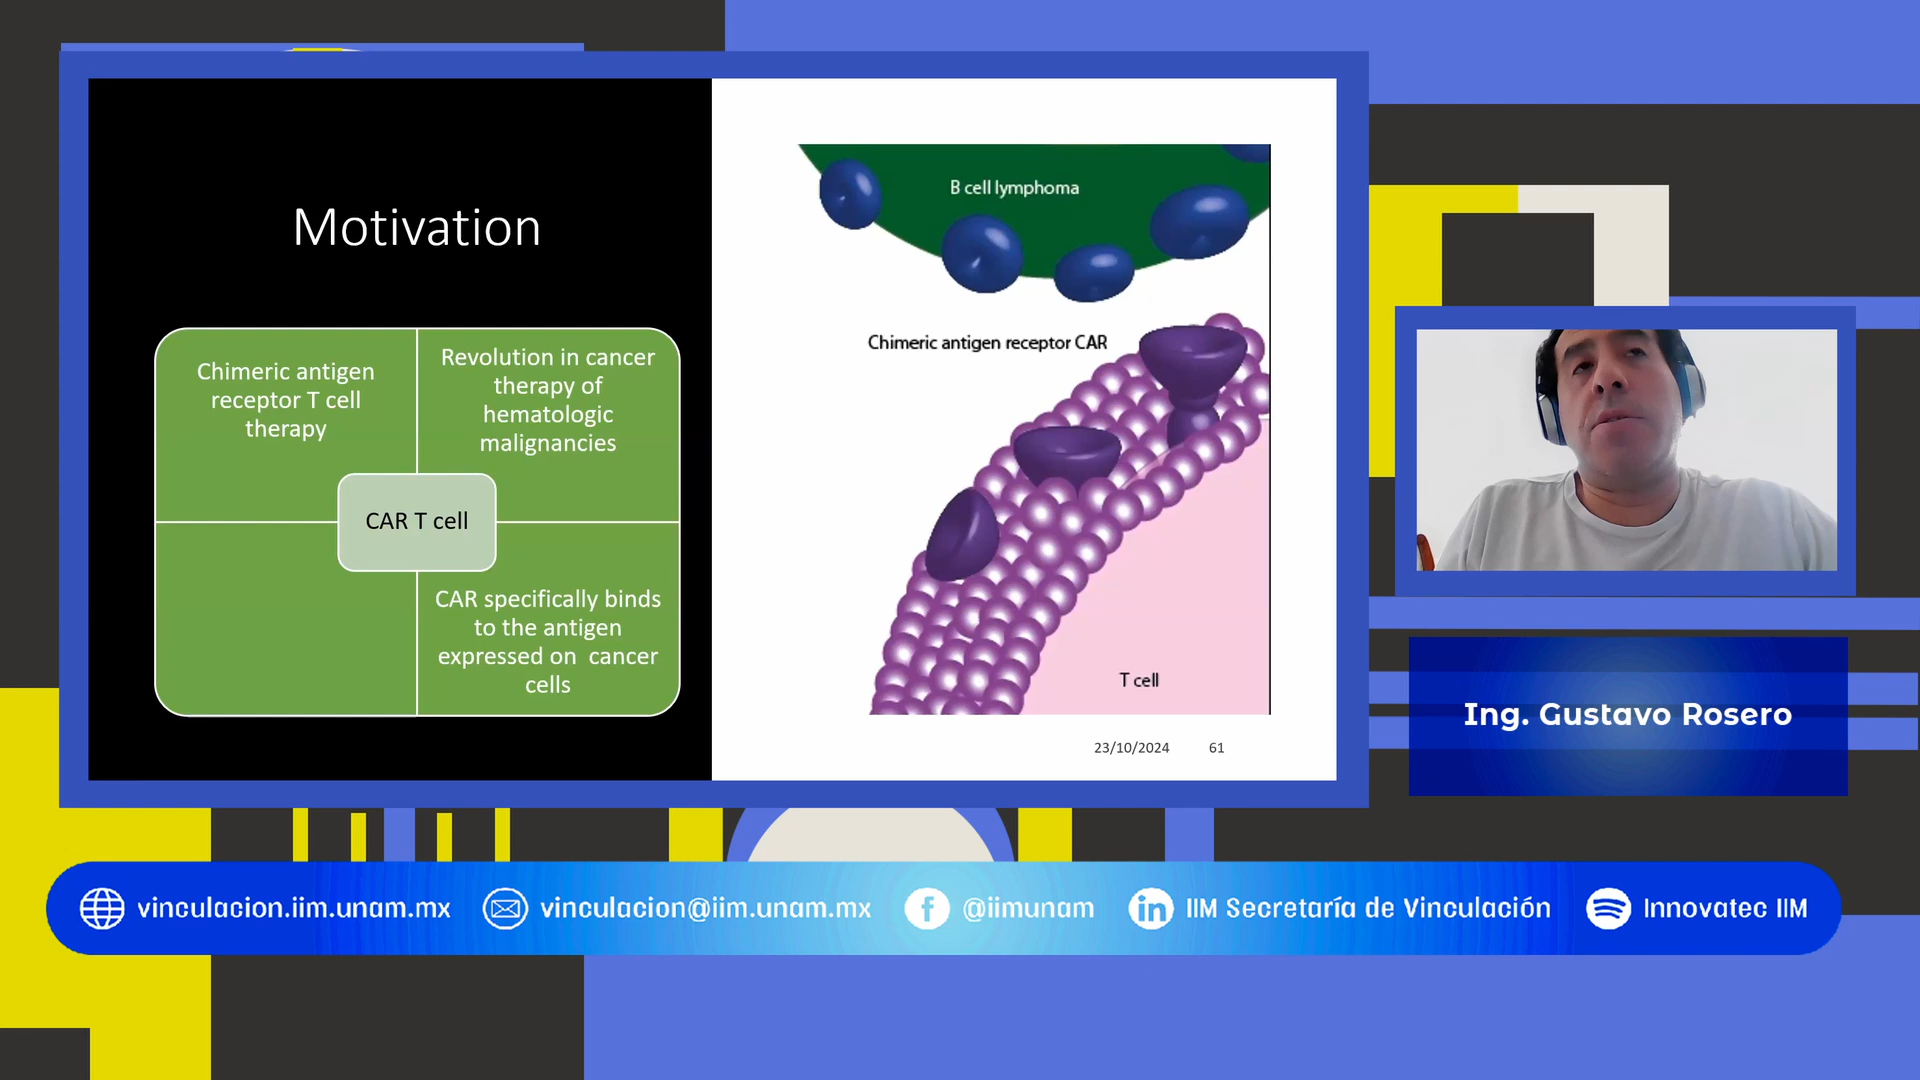 Motivation
Chimeric antigen
receptor T cell
therapy
Revolution in cancer
therapy of
hematologic
malignancies
CAR T cell
CAR specifically binds
to the antigen
expressed on cancer
cells
B cell lymphoma
Chimeric antigen receptor CAR
T cell
23/10/2024 61
Ing. Gustavo Rosero
vinculacion.iim.unam.mx
vinculacion@iim.unam.mx
@iimunam
IIM Secretaría de Vinculación
Innovatec IIM